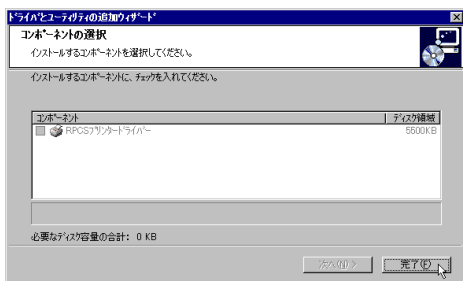 ドライバとユーティリティの追加ウィザード
コンポーネントの選択
インストールするコンポーネントを選択してください。
インストールするコンポーネントに、チェックを入れてください。
コンポーネント ディスク領域
RPCSプリンタードライバー 5500KB
必要なディスク容量の合計: 0 KB
次へ(N) > 完了(F)